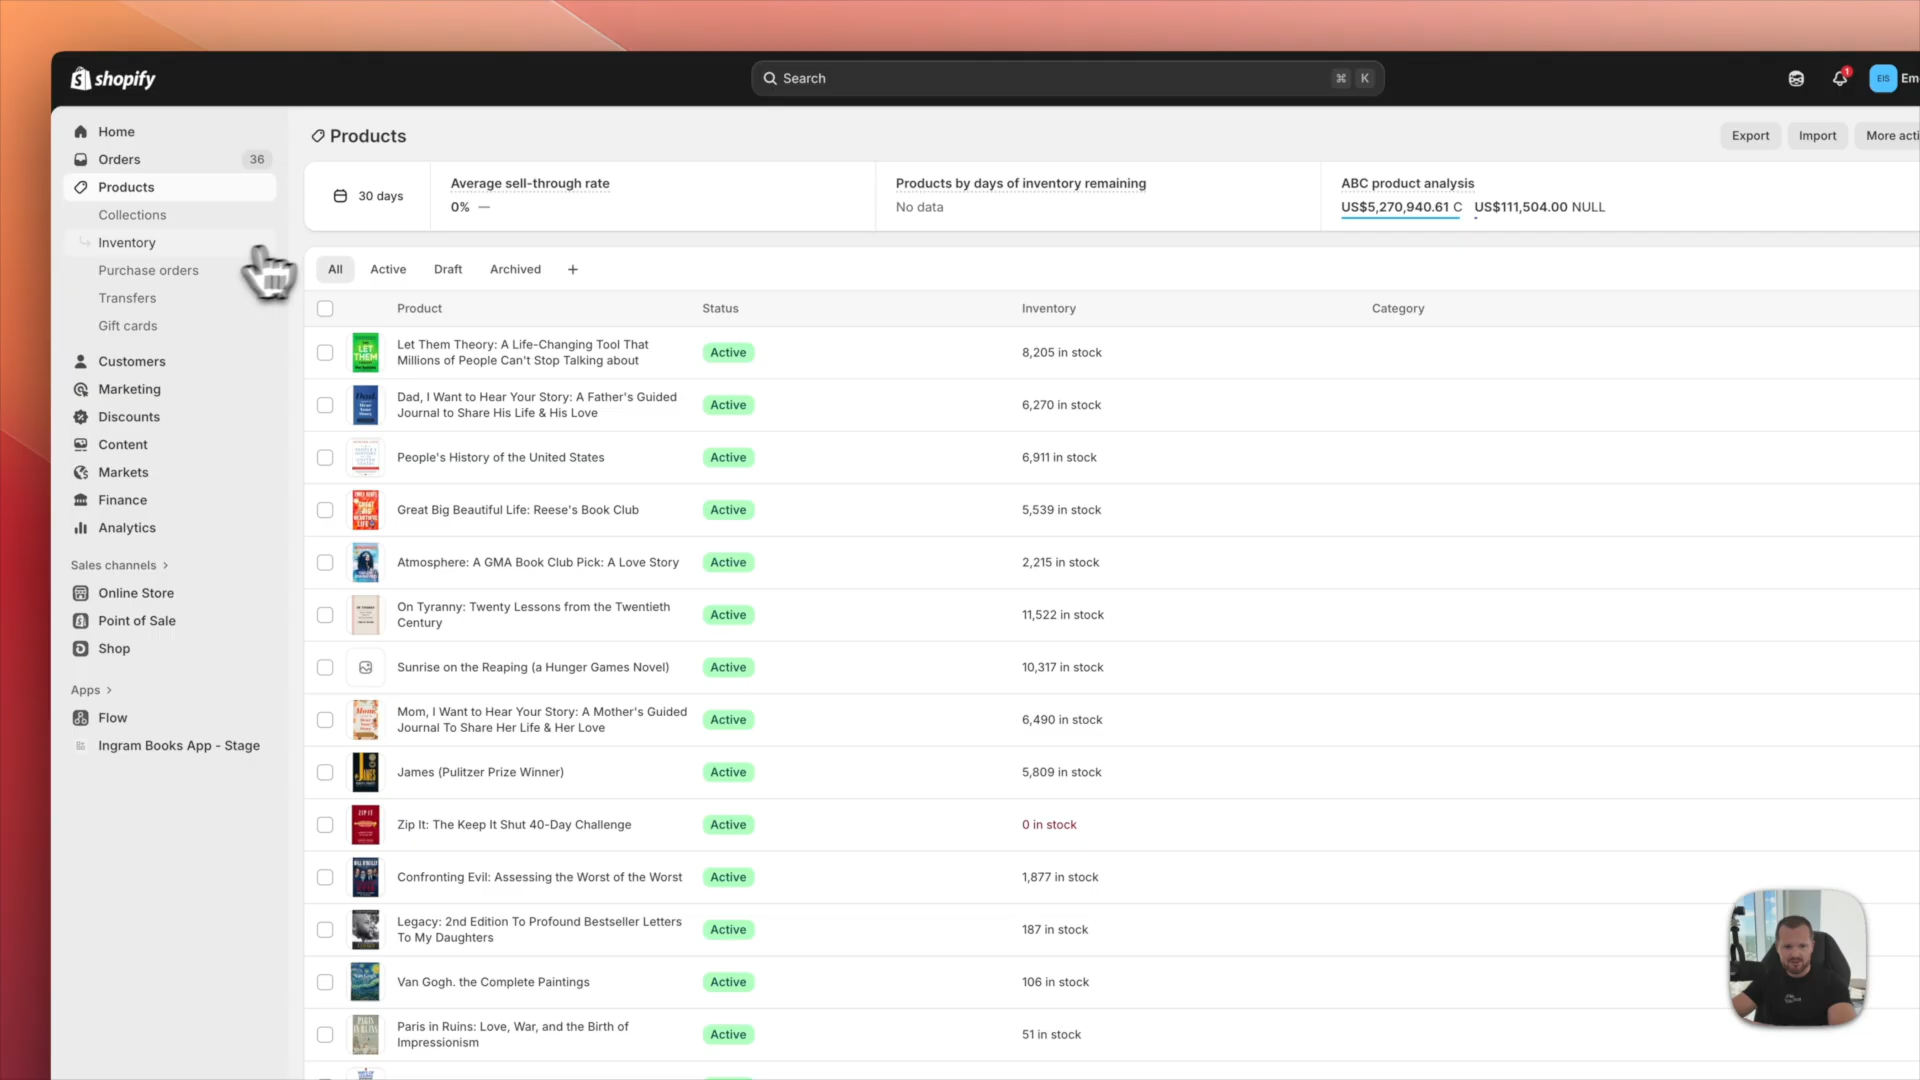 shopify
Search
⌘ K
1
EIS
Em
Home
Orders
36
Products
Collections
Inventory
Purchase orders
Transfers
Gift cards
Customers
Marketing
Discounts
Content
Markets
Finance
Analytics
Sales channels
Online Store
Point of Sale
Shop
Apps
Flow
Ingram Books App - Stage
Products
Export
Import
More acti
30 days
Average sell-through rate
0% —
Products by days of inventory remaining
No data
ABC product analysis
US$5,270,940.61 C US$111,504.00 NULL
All Active Draft Archived +
Product Status Inventory Category
Let Them Theory: A Life-Changing Tool That
Millions of People Can't Stop Talking about
Active
8,205 in stock
Dad, I Want to Hear Your Story: A Father's Guided
Journal to Share His Life & His Love
Active
6,270 in stock
People's History of the United States
Active
6,911 in stock
Great Big Beautiful Life: Reese's Book Club
Active
5,539 in stock
Atmosphere: A GMA Book Club Pick: A Love Story
Active
2,215 in stock
On Tyranny: Twenty Lessons from the Twentieth
Century
Active
11,522 in stock
Sunrise on the Reaping (a Hunger Games Novel)
Active
10,317 in stock
Mom, I Want to Hear Your Story: A Mother's Guided
Journal To Share Her Life & Her Love
Active
6,490 in stock
James (Pulitzer Prize Winner)
Active
5,809 in stock
Zip It: The Keep It Shut 40-Day Challenge
Active
0 in stock
Confronting Evil: Assessing the Worst of the Worst
Active
1,877 in stock
Legacy: 2nd Edition To Profound Bestseller Letters
To My Daughters
Active
187 in stock
Van Gogh. the Complete Paintings
Active
106 in stock
Paris in Ruins: Love, War, and the Birth of
Impressionism
Active
51 in stock